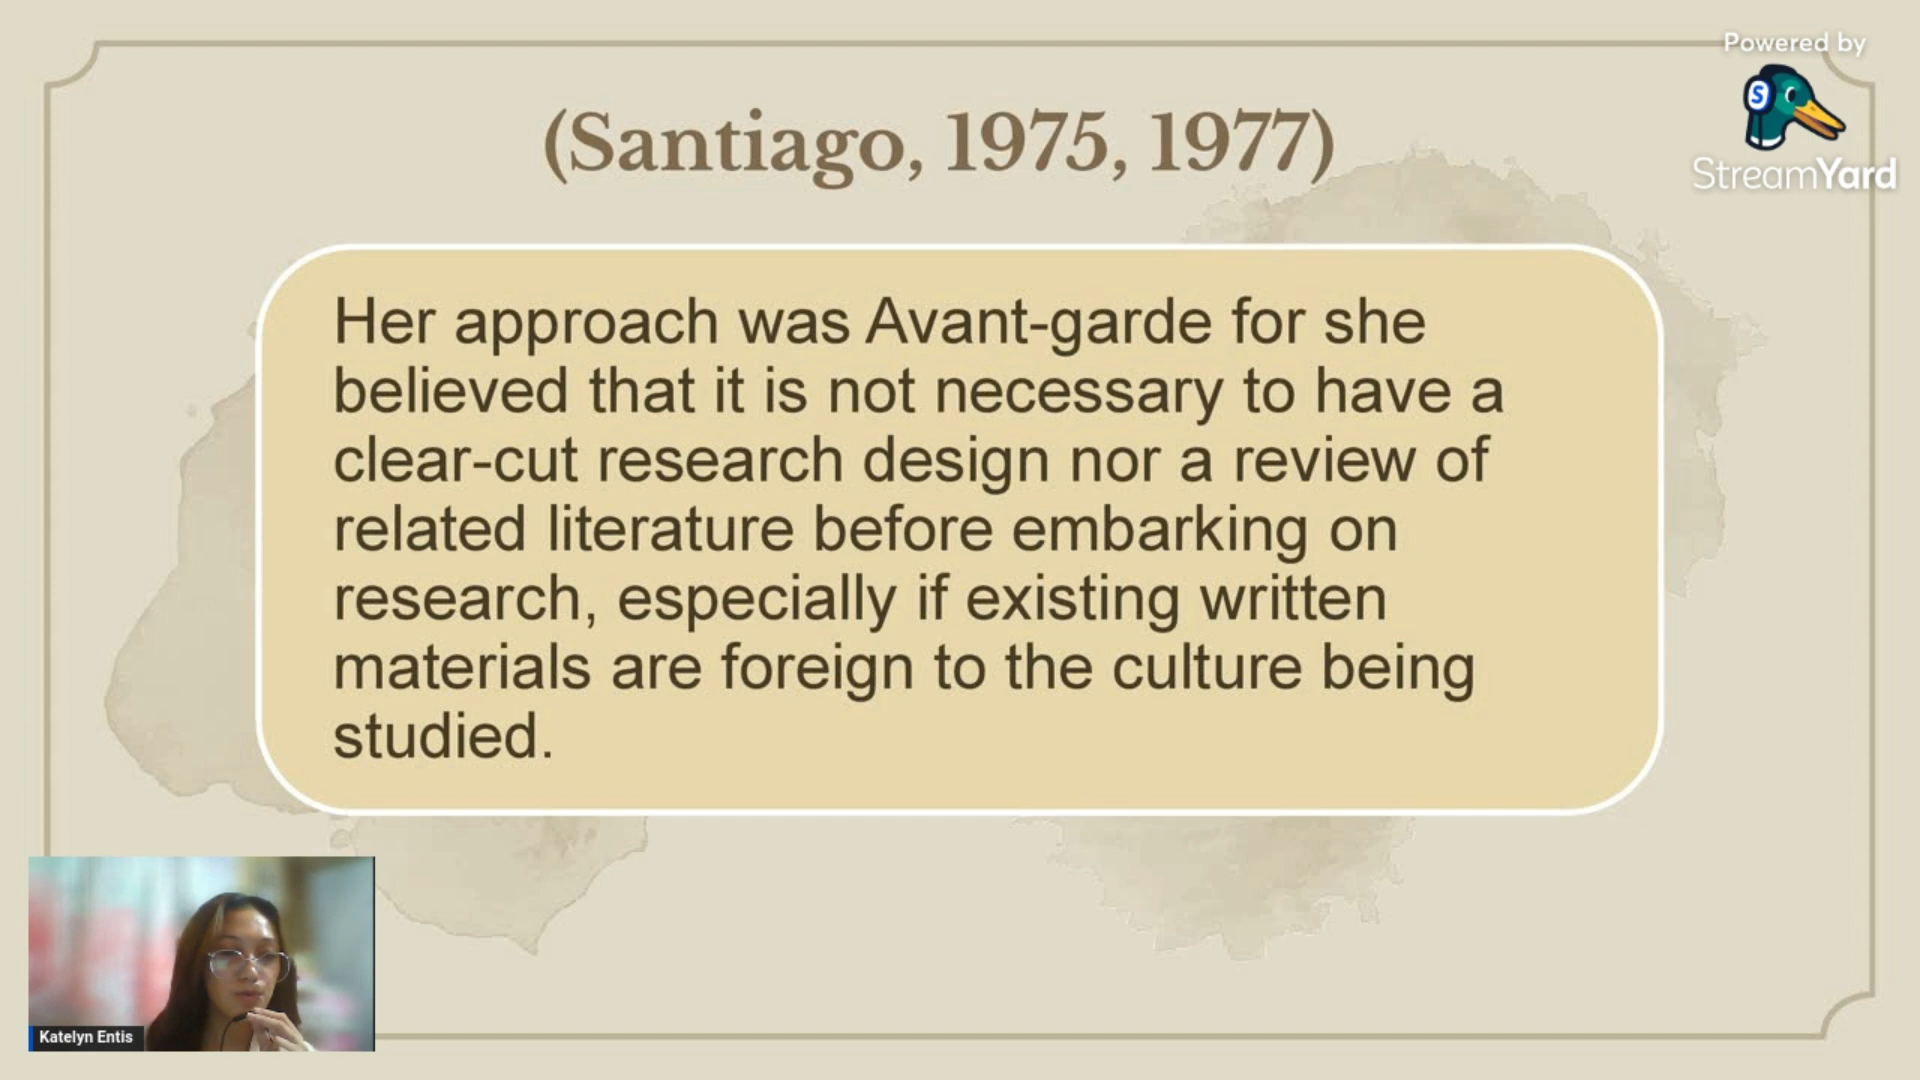 Powered by
StreamYard
(Santiago, 1975, 1977)
Her approach was Avant-garde for she
believed that it is not necessary to have a
clear-cut research design nor a review of
related literature before embarking on
research, especially if existing written
materials are foreign to the culture being
studied.
Katelyn Entis